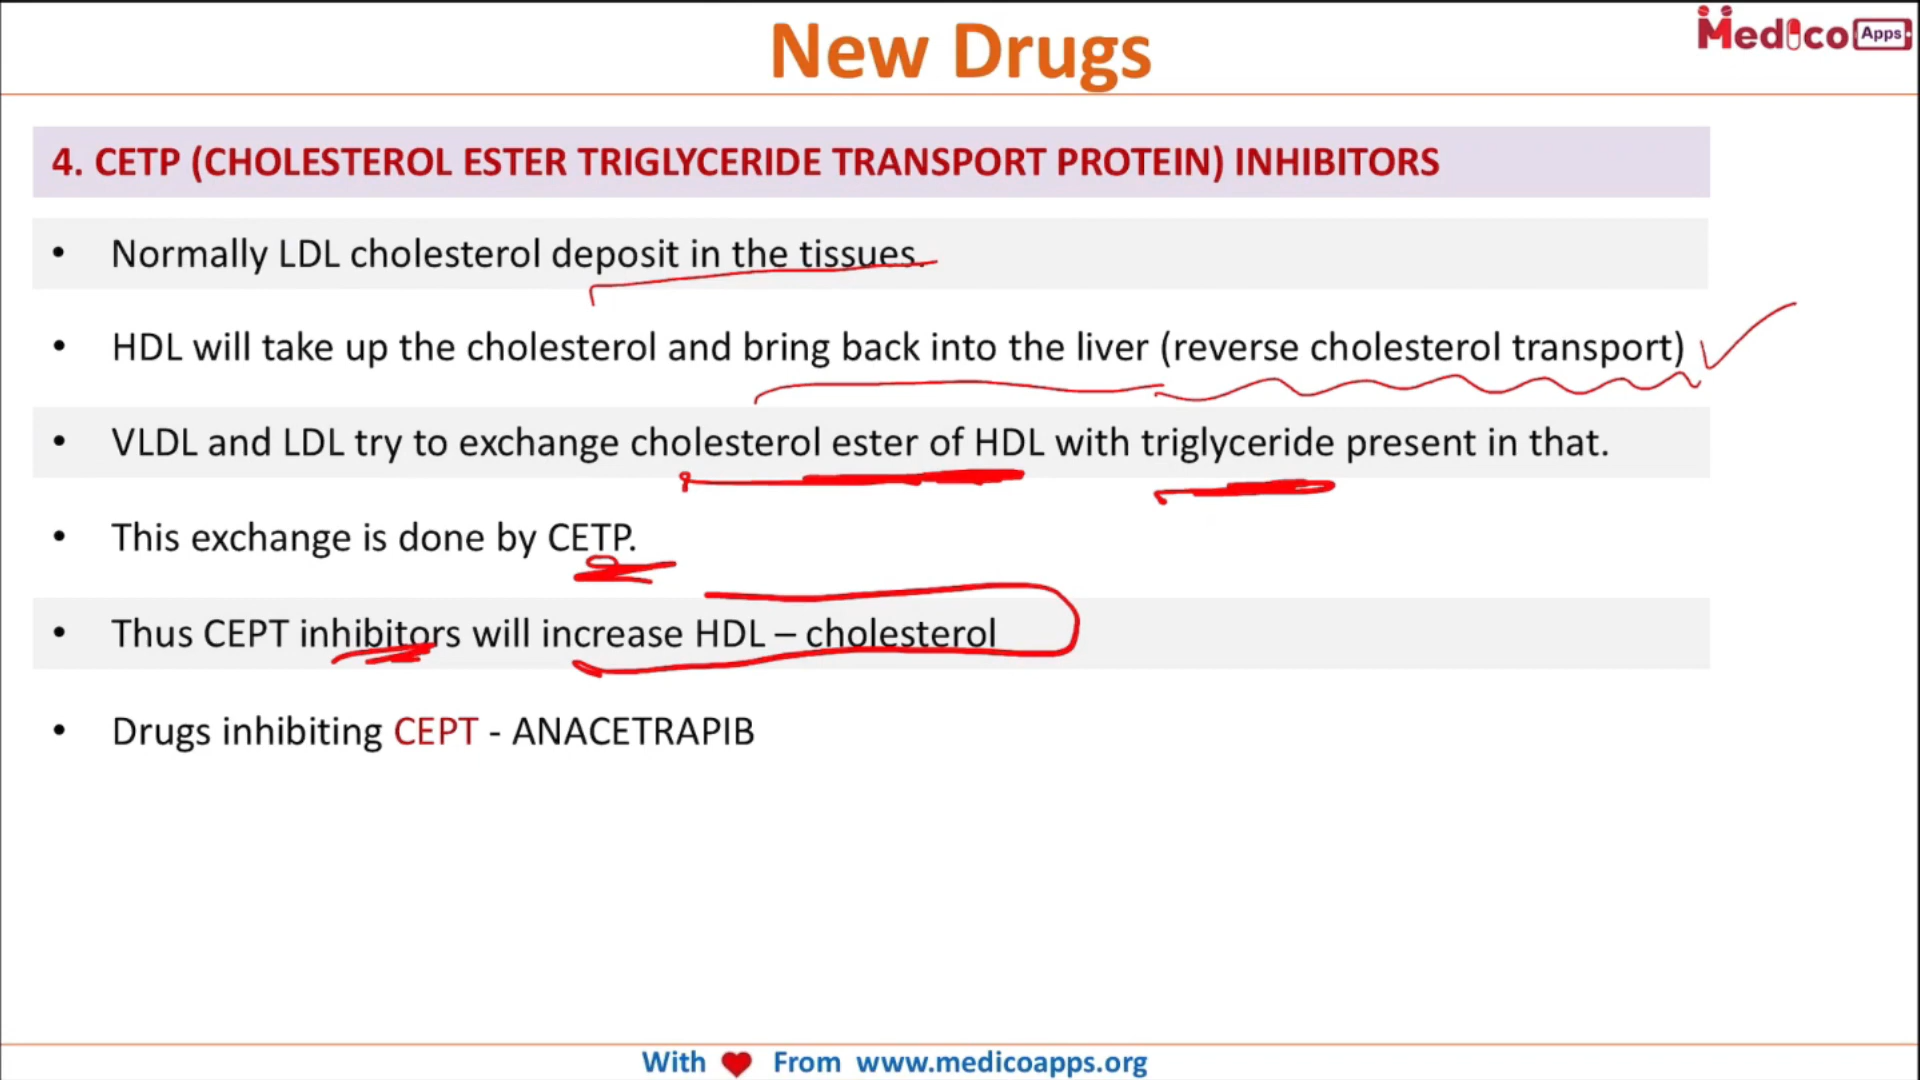 New Drugs
Medico Apps
4. CETP (CHOLESTEROL ESTER TRIGLYCERIDE TRANSPORT PROTEIN) INHIBITORS
• Normally LDL cholesterol deposit in the tissues.
• HDL will take up the cholesterol and bring back into the liver (reverse cholesterol transport)
• VLDL and LDL try to exchange cholesterol ester of HDL with triglyceride present in that.
• This exchange is done by CETP.
• Thus CEPT inhibitors will increase HDL – cholesterol
• Drugs inhibiting CEPT - ANACETRAPIB
With ❤ From www.medicoapps.org